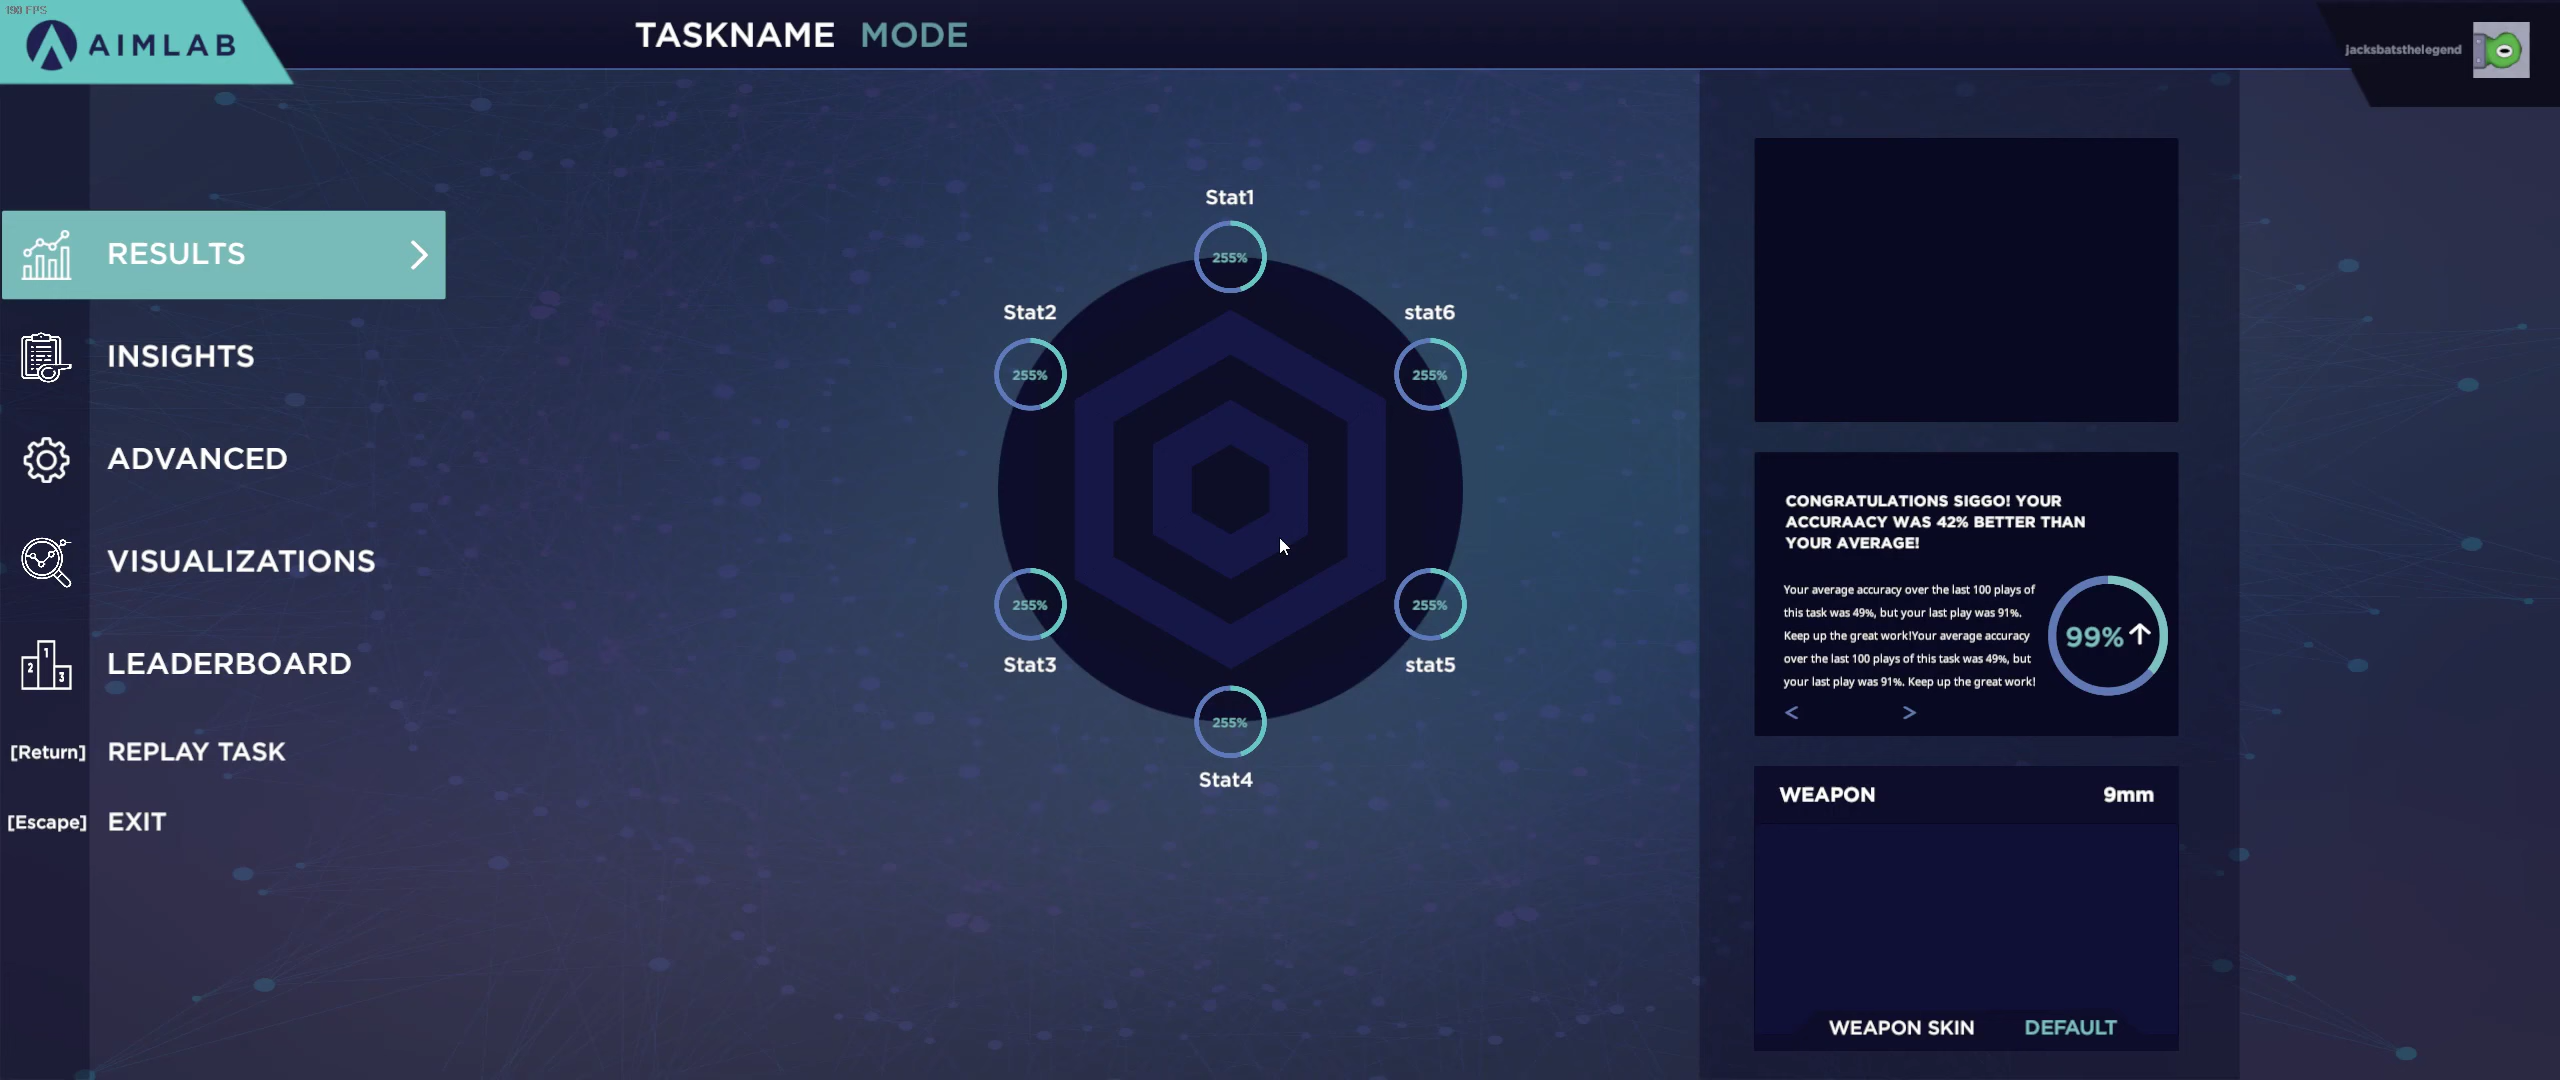 190 FPS
AIMLAB
TASKNAME MODE
jacksbatsthelegend
RESULTS
INSIGHTS
ADVANCED
VISUALIZATIONS
1
2
3
LEADERBOARD
[Return] REPLAY TASK
[Escape] EXIT
Stat1
255%
Stat2
255%
stat6
255%
255%
Stat3
255%
stat5
255%
Stat4
CONGRATULATIONS SIGGO! YOUR
ACCURAACY WAS 42% BETTER THAN
YOUR AVERAGE!
Your average accuracy over the last 100 plays of
this task was 49%, but your last play was 91%.
Keep up the great work!Your average accuracy
over the last 100 plays of this task was 49%, but
your last play was 91%. Keep up the great work!
99%
< >
WEAPON 9mm
WEAPON SKIN DEFAULT